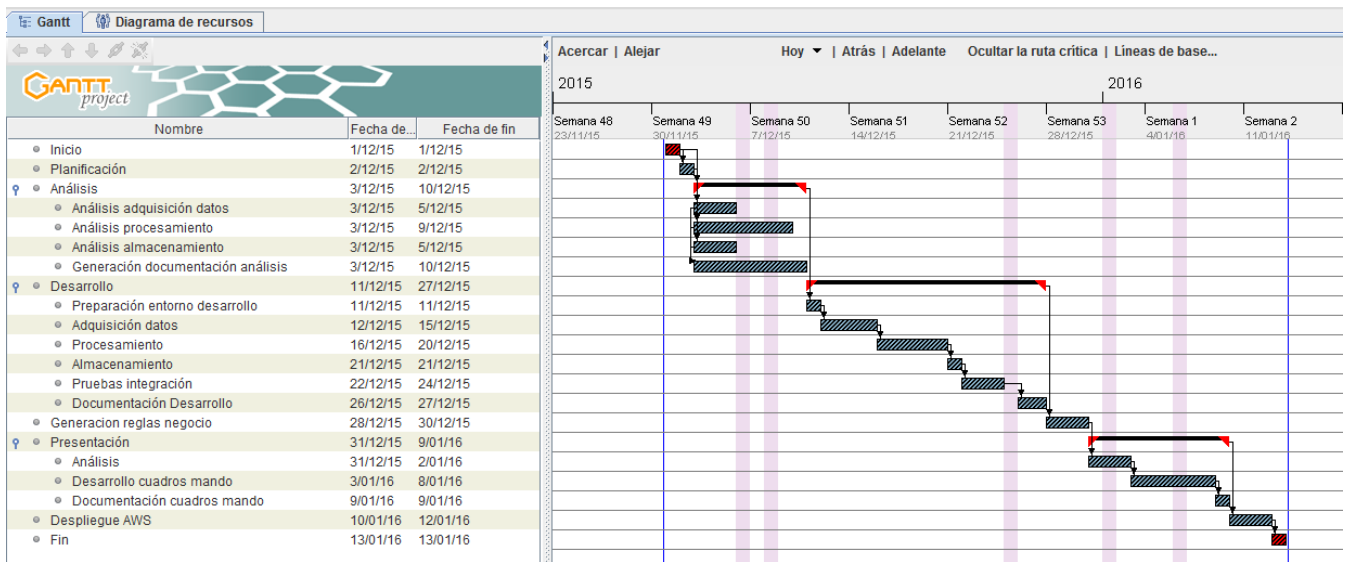 Gantt Diagrama de recursos
Acercar | Alejar Hoy | Atrás | Adelante Ocultar la ruta crítica | Líneas de base...
GANTT
project
2015 2016
Nombre Fecha de... Fecha de fin
Semana 48 Semana 49 Semana 50 Semana 51 Semana 52 Semana 53 Semana 1 Semana 2
23/11/15 30/11/15 7/12/15 14/12/15 21/12/15 28/12/15 4/01/16 11/01/16
Inicio 1/12/15 1/12/15
Planificación 2/12/15 2/12/15
Análisis 3/12/15 10/12/15
Análisis adquisición datos 3/12/15 5/12/15
Análisis procesamiento 3/12/15 9/12/15
Análisis almacenamiento 3/12/15 5/12/15
Generación documentación análisis 3/12/15 10/12/15
Desarrollo 11/12/15 27/12/15
Preparación entorno desarrollo 11/12/15 11/12/15
Adquisición datos 12/12/15 15/12/15
Procesamiento 16/12/15 20/12/15
Almacenamiento 21/12/15 21/12/15
Pruebas integración 22/12/15 24/12/15
Documentación Desarrollo 26/12/15 27/12/15
Generacion reglas negocio 28/12/15 30/12/15
Presentación 31/12/15 9/01/16
Análisis 31/12/15 2/01/16
Desarrollo cuadros mando 3/01/16 8/01/16
Documentación cuadros mando 9/01/16 9/01/16
Despliegue AWS 10/01/16 12/01/16
Fin 13/01/16 13/01/16